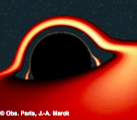 © Obs. Paris, J.-A. Marck